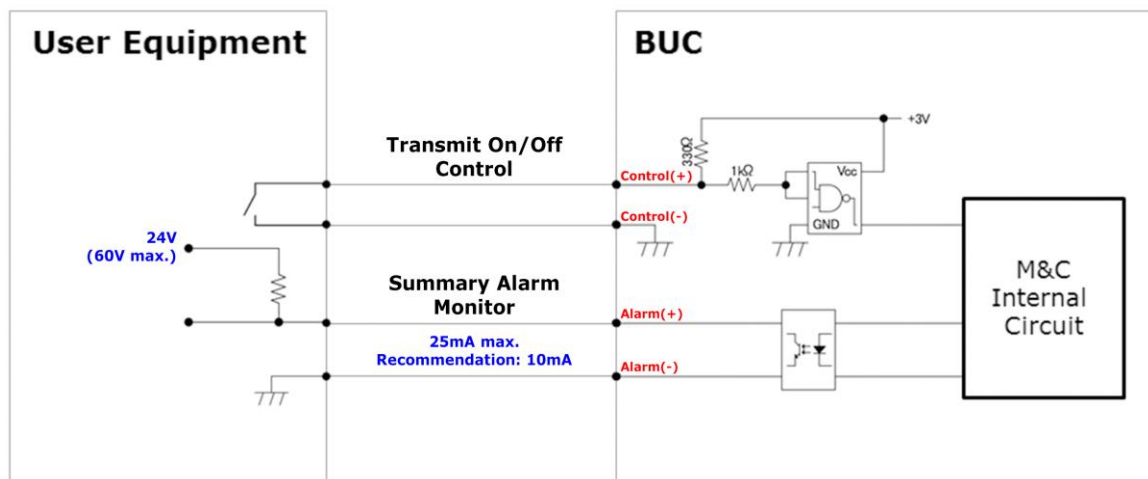 User Equipment
BUC
Transmit On/Off
Control
+3V
330Ω
1kΩ
Vcc
GND
Control(+)
Control(-)
24V
(60V max.)
Summary Alarm
Monitor
25mA max.
Recommendation: 10mA
Alarm(+)
Alarm(-)
M&C
Internal
Circuit